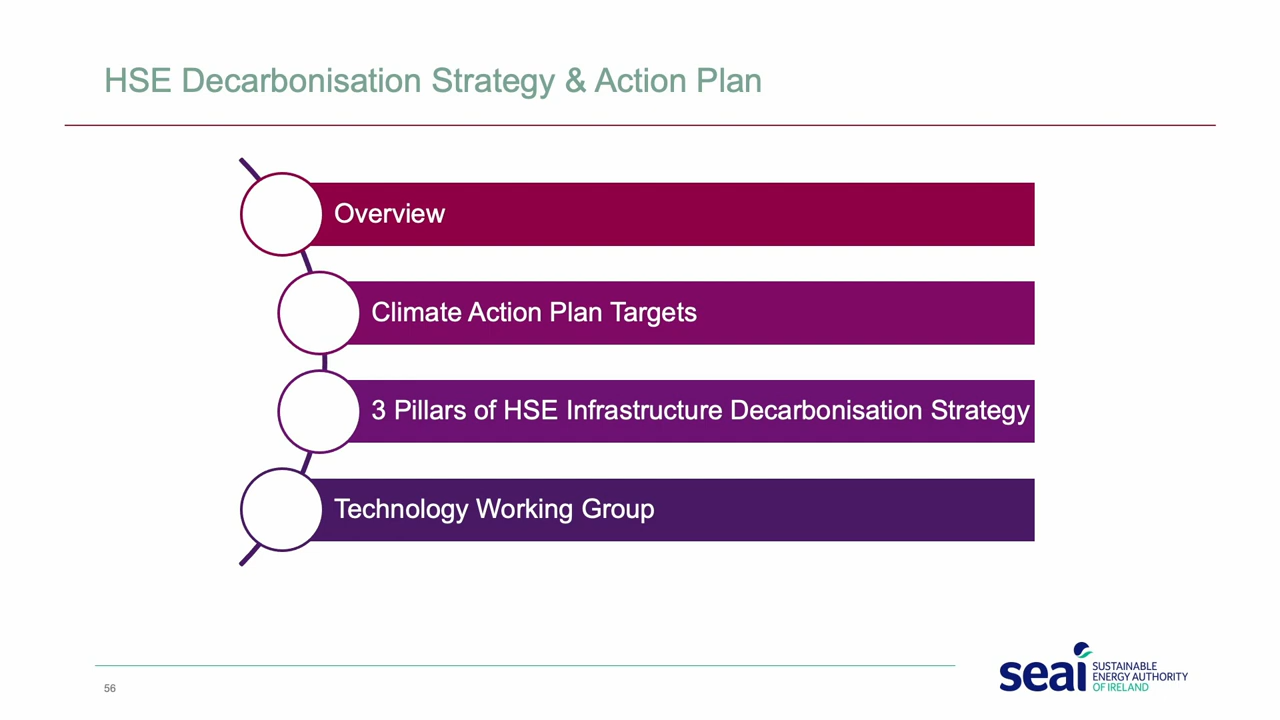 HSE Decarbonisation Strategy & Action Plan
Overview
Climate Action Plan Targets
3 Pillars of HSE Infrastructure Decarbonisation Strategy
Technology Working Group
56
seai
SUSTAINABLE
ENERGY AUTHORITY
OF IRELAND